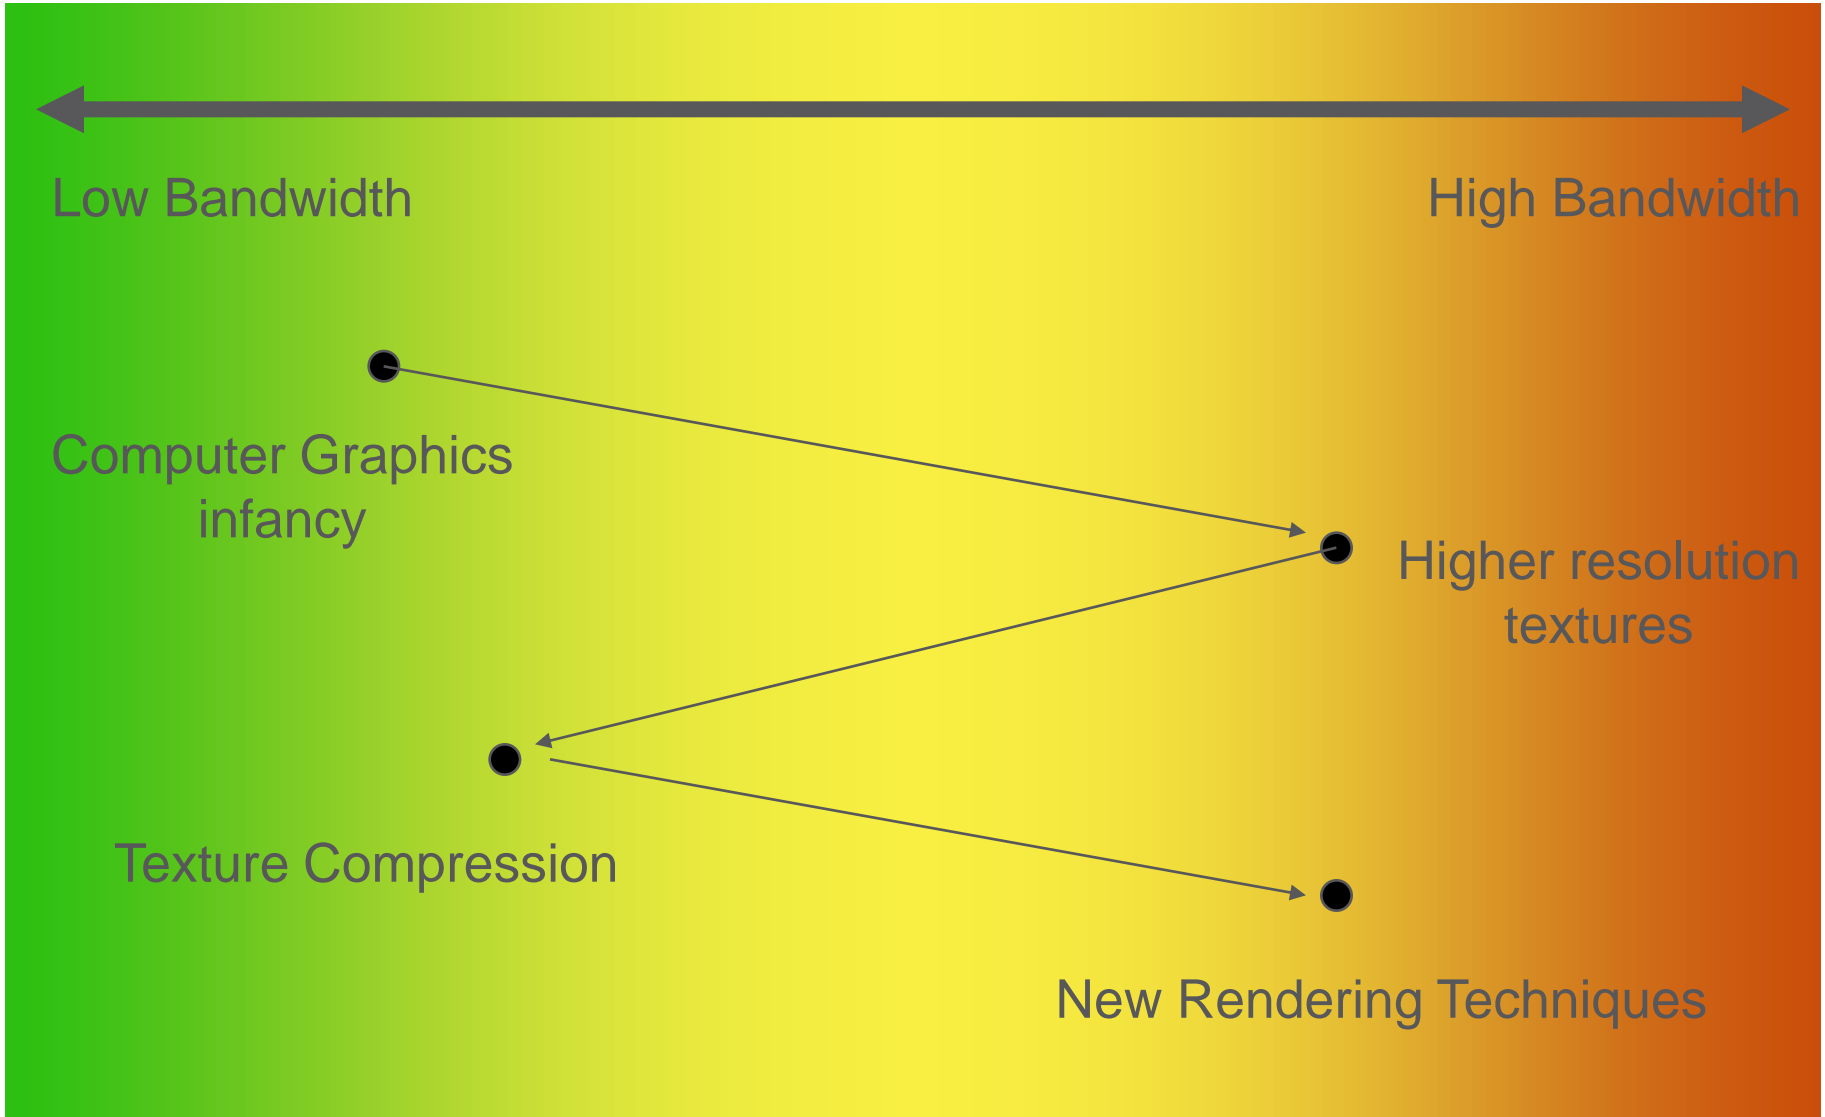 Low Bandwidth
High Bandwidth
Computer Graphics
infancy
Higher resolution
textures
Texture Compression
New Rendering Techniques